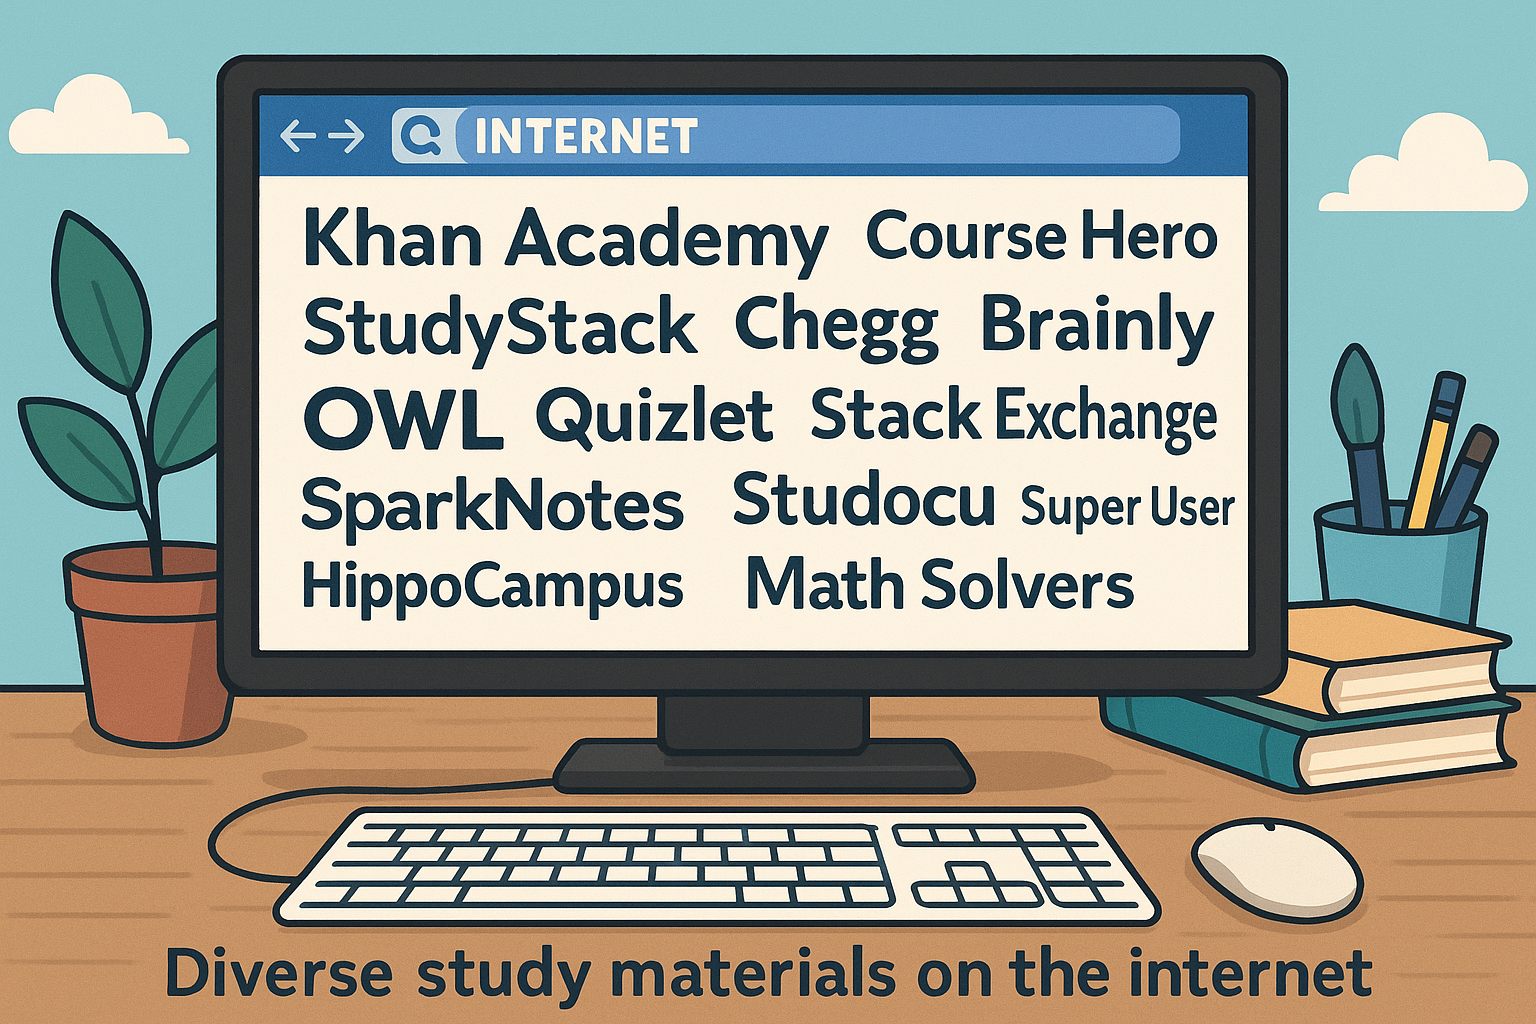 INTERNET
Khan Academy Course Hero
StudyStack Chegg Brainly
OWL Quizlet Stack Exchange
SparkNotes Studocu Super User
HippoCampus Math Solvers
Diverse study materials on the internet